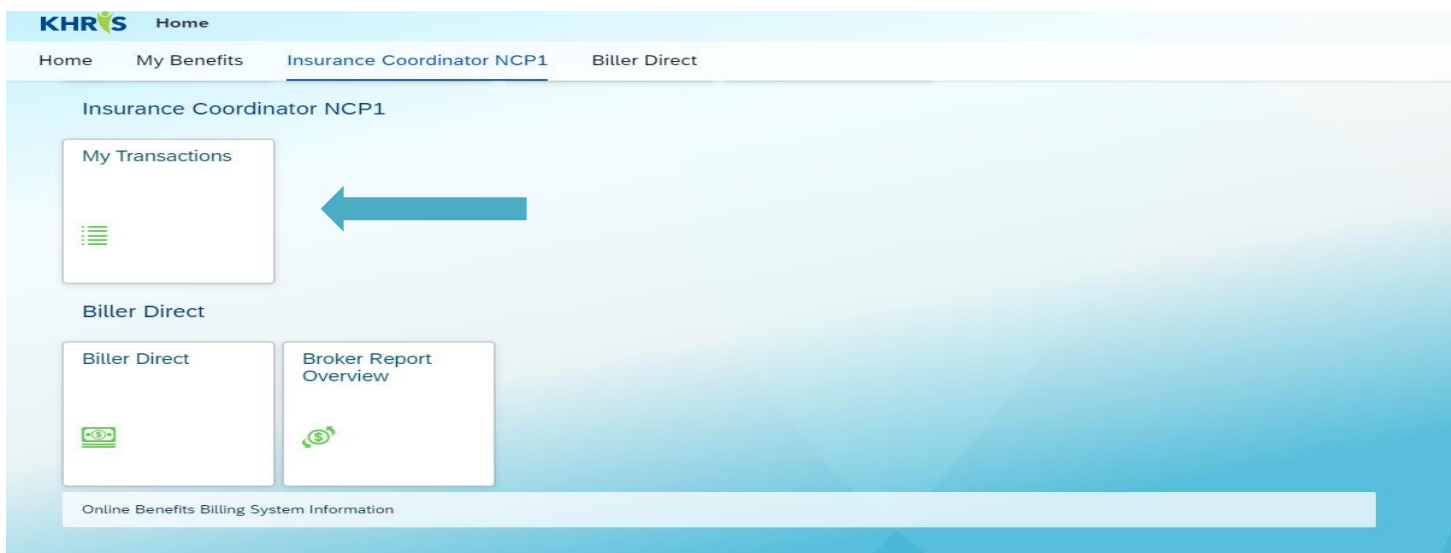 KHRIS Home
Home My Benefits Insurance Coordinator NCP1 Biller Direct
Insurance Coordinator NCP1
My Transactions
Biller Direct
Biller Direct
Broker Report
Overview
Online Benefits Billing System Information